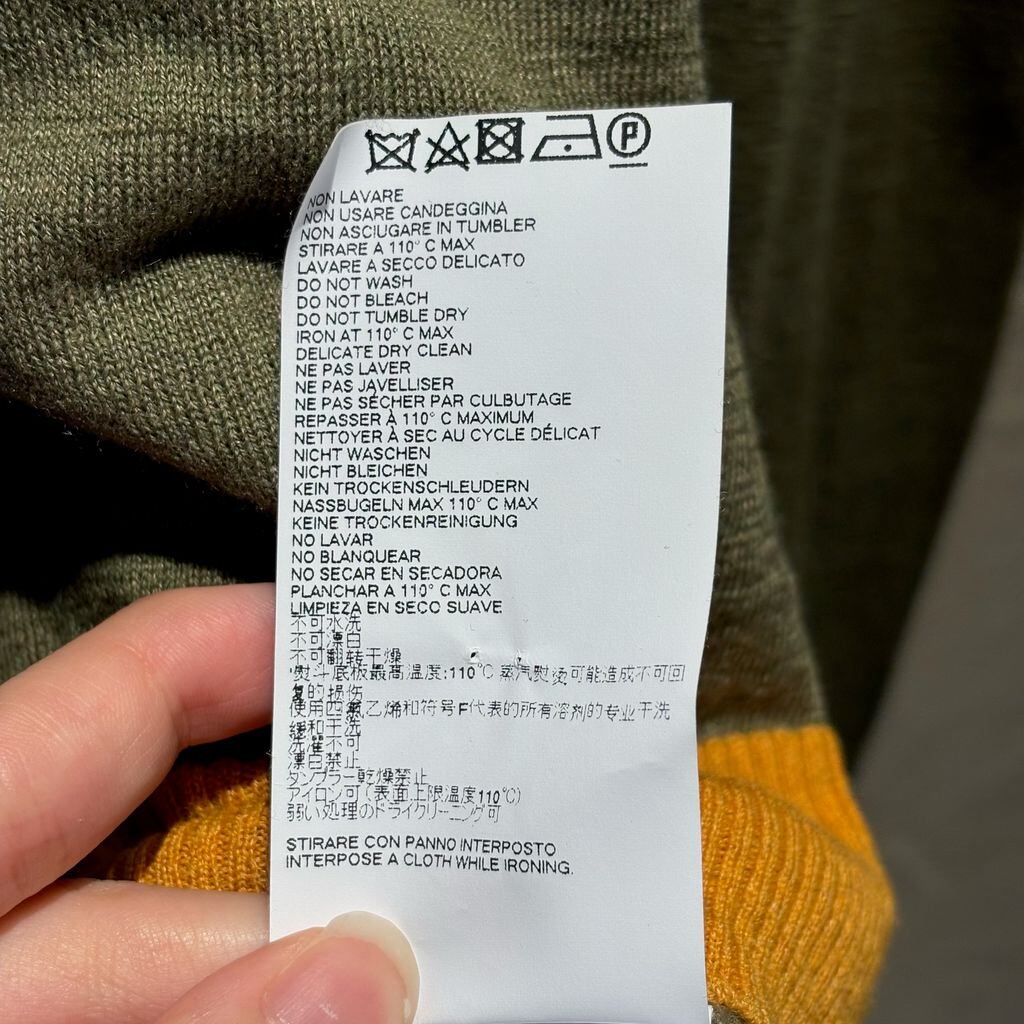 P
NON LAVARE
NON USARE CANDEGGINA
NON ASCIUGARE IN TUMBLER
STIRARE A 110° C MAX
LAVARE A SECCO DELICATO
DO NOT WASH
DO NOT BLEACH
DO NOT TUMBLE DRY
IRON AT 110° C MAX
DELICATE DRY CLEAN
NE PAS LAVER
NE PAS JAVELLISER
NE PAS SÉCHER PAR CULBUTAGE
REPASSER À 110° C MAXIMUM
NETTOYER À SEC AU CYCLE DÉLICAT
NICHT WASCHEN
NICHT BLEICHEN
KEIN TROCKENSCHLEUDERN
NASSBUGELN MAX 110° C MAX
KEINE TROCKENREINIGUNG
NO LAVAR
NO BLANQUEAR
NO SECAR EN SECADORA
PLANCHAR A 110° C MAX
LIMPIEZA EN SECO SUAVE
不可水洗
不可漂白
不可翻转干燥
熨斗底板最高温度:110°C 蒸汽熨烫可能造成不可回
复的损伤
使用四氯乙烯和符号F代表的所有溶剂的专业干洗
缓和干洗
洗濯不可
漂白禁止
タンブラー乾燥禁止
アイロン可(表面上限温度110°C)
弱い処理のドライクリーニング可
STIRARE CON PANNO INTERPOSTO
INTERPOSE A CLOTH WHILE IRONING.